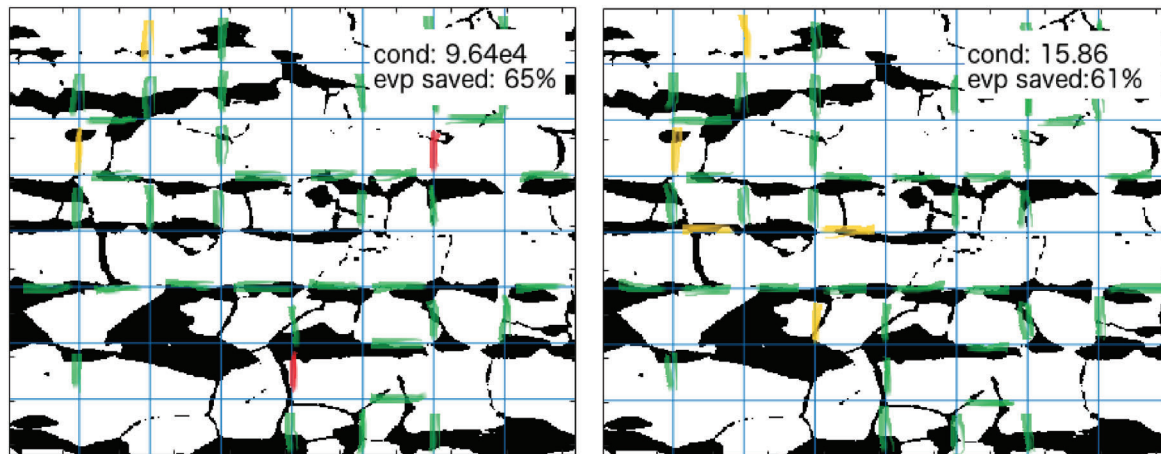 cond: 9.64e4
evp saved: 65%
cond: 15.86
evp saved:61%